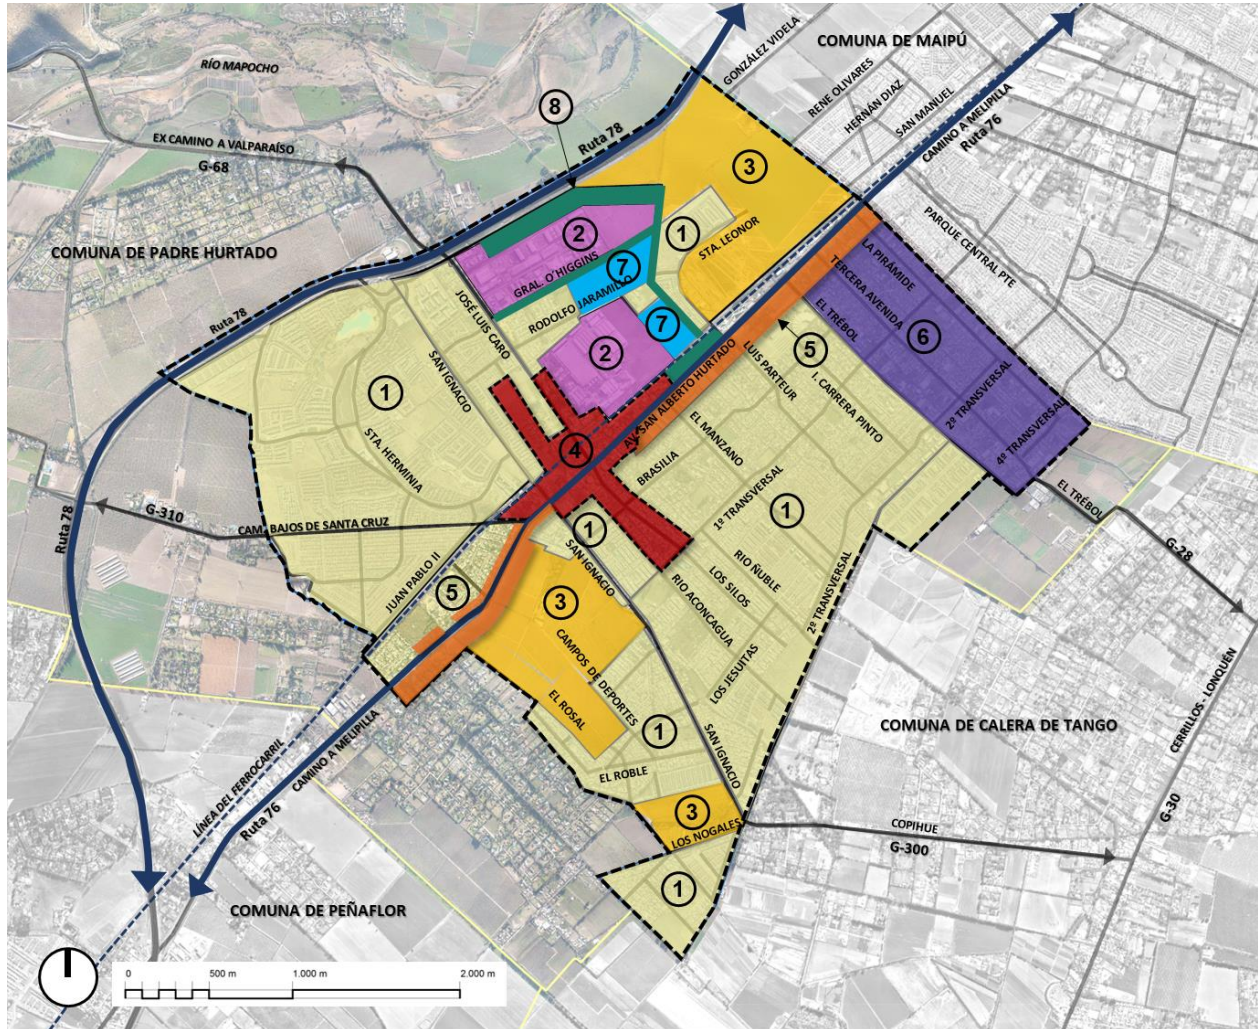 GONZÁLEZ VIDELA
COMUNA DE MAIPÚ
RÍO MAPOCHO
RENE OLIVARES
HERNÁN DÍAZ
SAN MANUEL
CAMINO A MELIPILLA
Ruta 76
8
Ruta 78
EX CAMINO A VALPARAÍSO
G-68
3
PARQUE CENTRAL PTE
COMUNA DE PADRE HURTADO
2
1
STA. LEONOR
LA PIRÁMIDE
TERCERA AVENIDA
EL TRÉBOL
6
GRAL. O´HIGGINS
7
JOSÉ LUIS CARO
RODOLFO JARAMILLO
7
Ruta 78
SAN IGNACIO
2
5
LUIS PARTEUR
I. CARRERA PINTO
2º TRANSVERSAL
4º TRANSVERSAL
1
STA. HERMINIA
AV. SAN ALBERTO HURTADO
EL MANZANO
BRASILIA
4
1º TRANSVERSAL
1
EL TRÉBOL
G-28
G-310
CAM. BAJOS DE SANTA CRUZ
Ruta 78
1
SAN IGNACIO
RIO ÑUBLE
LOS SILOS
RIO ACONCAGUA
2º TRANSVERSAL
JUAN PABLO II
5
3
CAMPOS DE DEPORTES
LOS JESUITAS
EL ROSAL
1
SAN IGNACIO
COMUNA DE CALERA DE TANGO
CERRILLOS - LONQUÉN
G-30
LÍNEA DEL FERROCARRIL
CAMINO A MELIPILLA
Ruta 76
EL ROBLE
3
LOS NOGALES
COPIHUE
G-300
1
COMUNA DE PEÑAFLOR
0 500 m 1.000 m 2.000 m